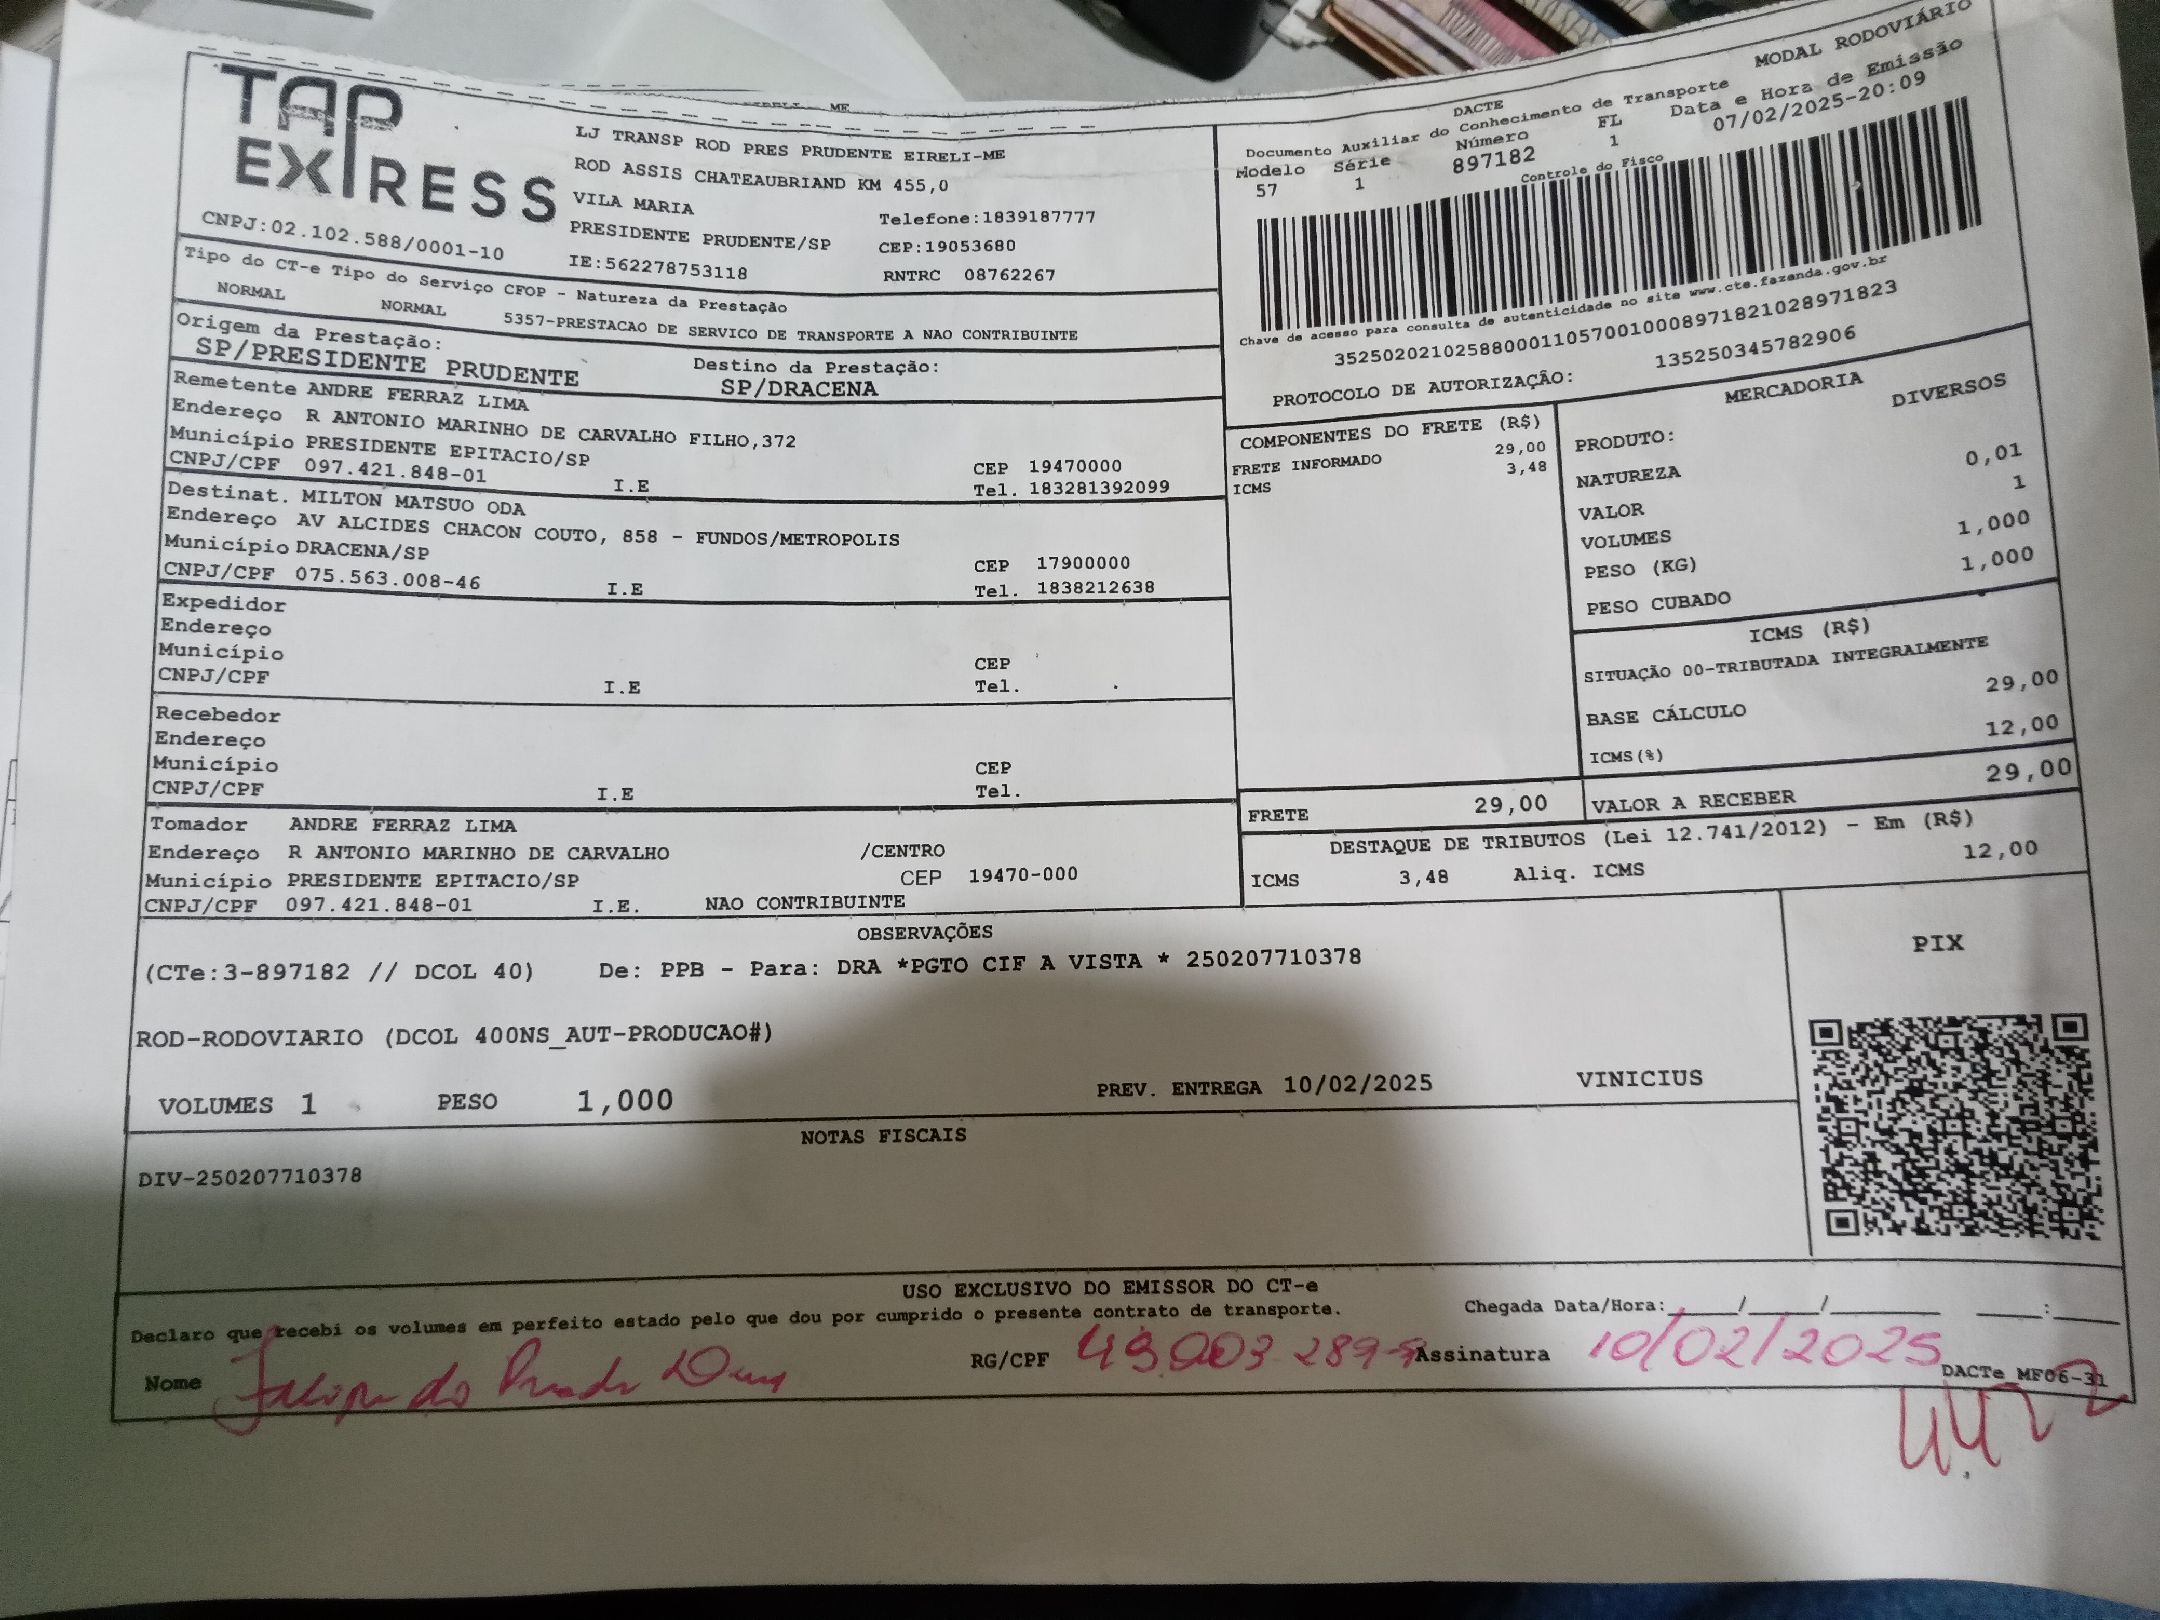 TAP
EXPRESS
CNPJ:02.102.588/0001-10
LJ TRANSP ROD PRES PRUDENTE EIRELI-ME
ROD ASSIS CHATEAUBRIAND KM 455,0
VILA MARIA
Telefone:1839187777
PRESIDENTE PRUDENTE/SP
CEP:19053680
IE:562278753118
RNTRC 08762267
DACTE
MODAL RODOVIÁRIO
Documento Auxiliar do Conhecimento de Transporte
Modelo Série Número FL Data e Hora de Emissão
57 1 897182 1 07/02/2025-20:09
Controle do Fisco
Chave de acesso para consulta de autenticidade no site www.cte.fazenda.gov.br
35250202102588000110570010008971821028971823
PROTOCOLO DE AUTORIZAÇÃO: 135250345782906
Tipo do CT-e Tipo do Serviço CFOP - Natureza da Prestação
NORMAL NORMAL 5357-PRESTACAO DE SERVICO DE TRANSPORTE A NAO CONTRIBUINTE
Origem da Prestação: Destino da Prestação:
SP/PRESIDENTE PRUDENTE SP/DRACENA
Remetente ANDRE FERRAZ LIMA
Endereço R ANTONIO MARINHO DE CARVALHO FILHO,372
Município PRESIDENTE EPITACIO/SP CEP 19470000
CNPJ/CPF 097.421.848-01 I.E Tel. 183281392099
Destinat. MILTON MATSUO ODA
Endereço AV ALCIDES CHACON COUTO, 858 - FUNDOS/METROPOLIS
Município DRACENA/SP CEP 17900000
CNPJ/CPF 075.563.008-46 I.E Tel. 1838212638
Expedidor
Endereço
Município CEP
CNPJ/CPF I.E Tel.
Recebedor
Endereço
Município CEP
CNPJ/CPF I.E Tel.
Tomador ANDRE FERRAZ LIMA
Endereço R ANTONIO MARINHO DE CARVALHO /CENTRO
Município PRESIDENTE EPITACIO/SP CEP 19470-000
CNPJ/CPF 097.421.848-01 I.E. NAO CONTRIBUINTE
COMPONENTES DO FRETE (R$)
FRETE INFORMADO 29,00
ICMS 3,48
MERCADORIA
PRODUTO: DIVERSOS
NATUREZA
VALOR 0,01
VOLUMES 1
PESO (KG) 1,000
PESO CUBADO 1,000
ICMS (R$)
SITUAÇÃO 00-TRIBUTADA INTEGRALMENTE
BASE CÁLCULO 29,00
ICMS(%) 12,00
FRETE 29,00 VALOR A RECEBER 29,00
DESTAQUE DE TRIBUTOS (Lei 12.741/2012) - Em (R$)
ICMS 3,48 Aliq. ICMS 12,00
OBSERVAÇÕES
(CTe:3-897182 // DCOL 40) De: PPB - Para: DRA *PGTO CIF A VISTA * 250207710378
ROD-RODOVIARIO (DCOL 400NS_AUT-PRODUCAO#)
VOLUMES 1 PESO 1,000 PREV. ENTREGA 10/02/2025 VINICIUS
PIX
NOTAS FISCAIS
DIV-250207710378
USO EXCLUSIVO DO EMISSOR DO CT-e
Declaro que recebi os volumes em perfeito estado pelo que dou por cumprido o presente contrato de transporte. Chegada Data/Hora:____/____/______ ___:___
Nome do RG/CPF Assinatura 10/02/2025
DACTe MF06-31